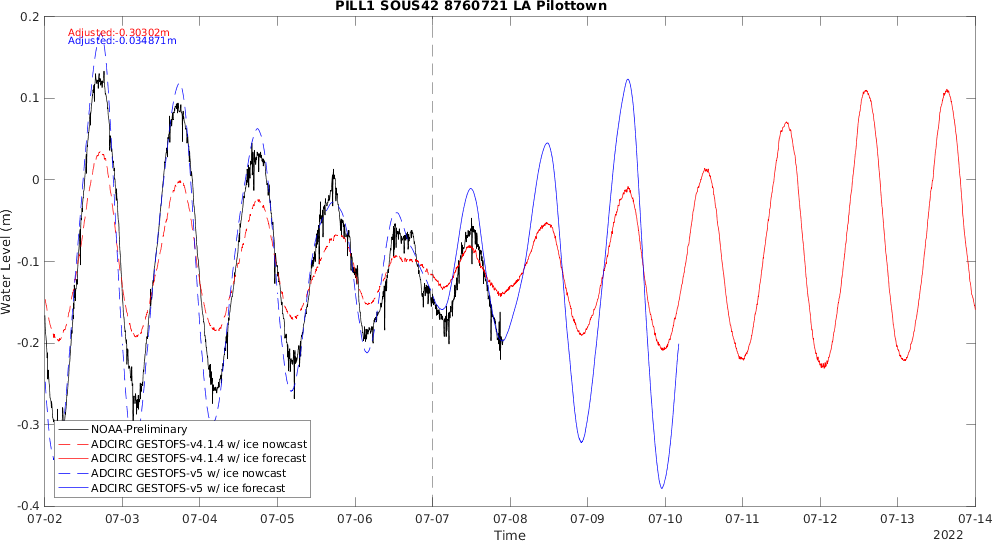 PILL1 SOUS42 8760721 LA Pilottown
Adjusted:-0.30302m
Adjusted:-0.034871m
0.2
0.1
0
-0.1
-0.2
-0.3
-0.4
Water Level (m)
NOAA-Preliminary
ADCIRC GESTOFS-v4.1.4 w/ ice nowcast
ADCIRC GESTOFS-v4.1.4 w/ ice forecast
ADCIRC GESTOFS-v5 w/ ice nowcast
ADCIRC GESTOFS-v5 w/ ice forecast
07-02 07-03 07-04 07-05 07-06 07-07 07-08 07-09 07-10 07-11 07-12 07-13 07-14
Time
2022